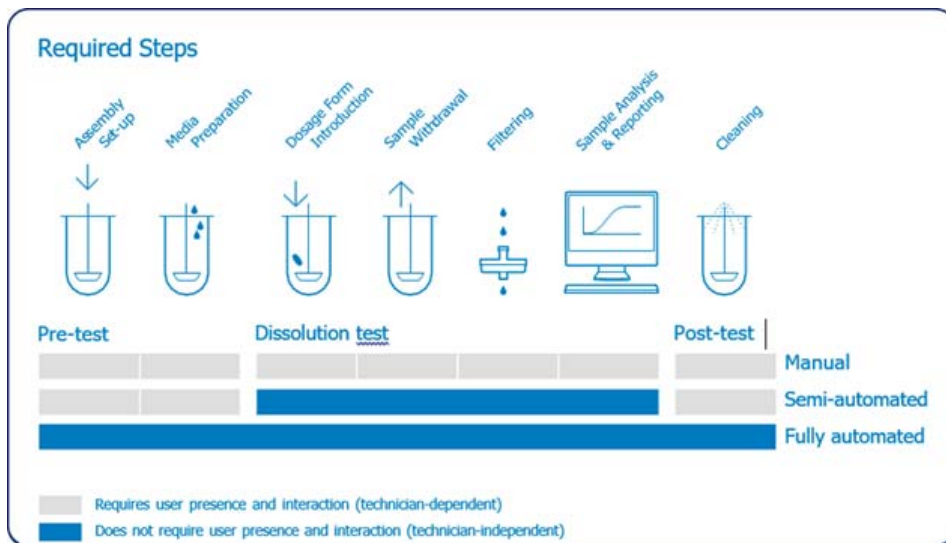 Required Steps
Assembly
Set-up
Media
Preparation
Dosage Form
Introduction
Sample
Withdrawal
Filtering
Sample Analysis
& Reporting
Cleaning
Pre-test
Dissolution test
Post-test
Manual
Semi-automated
Fully automated
Requires user presence and interaction (technician-dependent)
Does not require user presence and interaction (technician-independent)